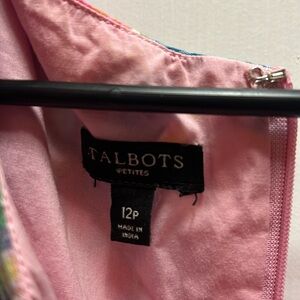 TALBOTS
PETITES
12P
MADE IN
INDIA